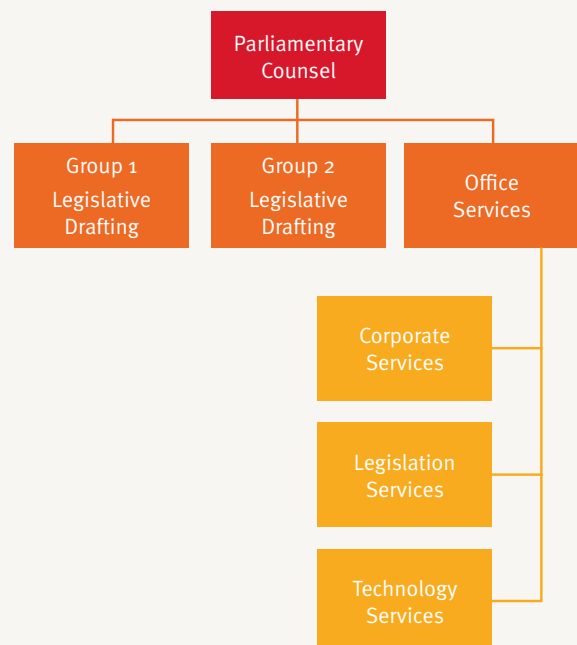 Parliamentary
Counsel
Group 1
Legislative
Drafting
Group 2
Legislative
Drafting
Office
Services
Corporate
Services
Legislation
Services
Technology
Services